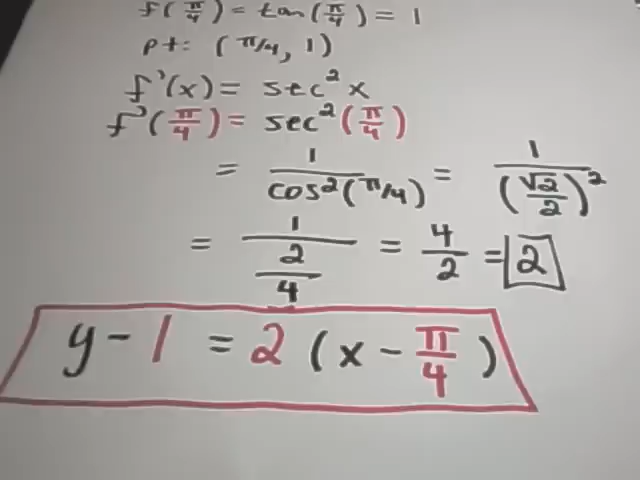 f(π/4) = tan(π/4) = 1
pt: (π/4, 1)
f'(x) = sec² x
f'(π/4) = sec²(π/4)
= 1/cos²(π/4) = 1/(√2/2)²
= 1/(2/4) = 4/2 = 2
y - 1 = 2(x - π/4)